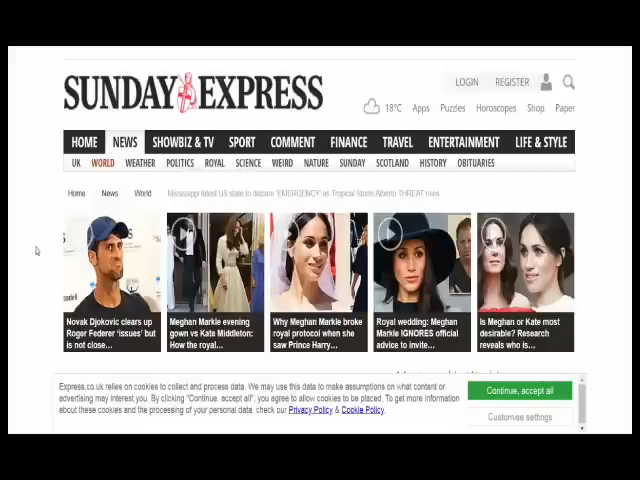 SUNDAY EXPRESS
LOGIN REGISTER
18°C Apps Puzzles Horoscopes Shop Paper
HOME NEWS SHOWBIZ & TV SPORT COMMENT FINANCE TRAVEL ENTERTAINMENT LIFE & STYLE
UK WORLD WEATHER POLITICS ROYAL SCIENCE WEIRD NATURE SUNDAY SCOTLAND HISTORY OBITUARIES
Home News World Mississippi latest US state to declare 'EMERGENCY' as Tropical Storm Alberto THREAT rises
Novak Djokovic clears up
Roger Federer 'issues' but
is not close...
Meghan Markle evening
gown vs Kate Middleton:
How the royal...
Why Meghan Markle broke
royal protocol when she
saw Prince Harry...
Royal wedding: Meghan
Markle IGNORES official
advice to invite...
Is Meghan or Kate most
desirable? Research
reveals who is...
Express.co.uk relies on cookies to collect and process data. We may use this data to make assumptions on what content or
advertising may interest you. By clicking "Continue, accept all", you agree to allow cookies to be placed. To get more information
about these cookies and the processing of your personal data, check our Privacy Policy & Cookie Policy.
Continue, accept all
Customise settings